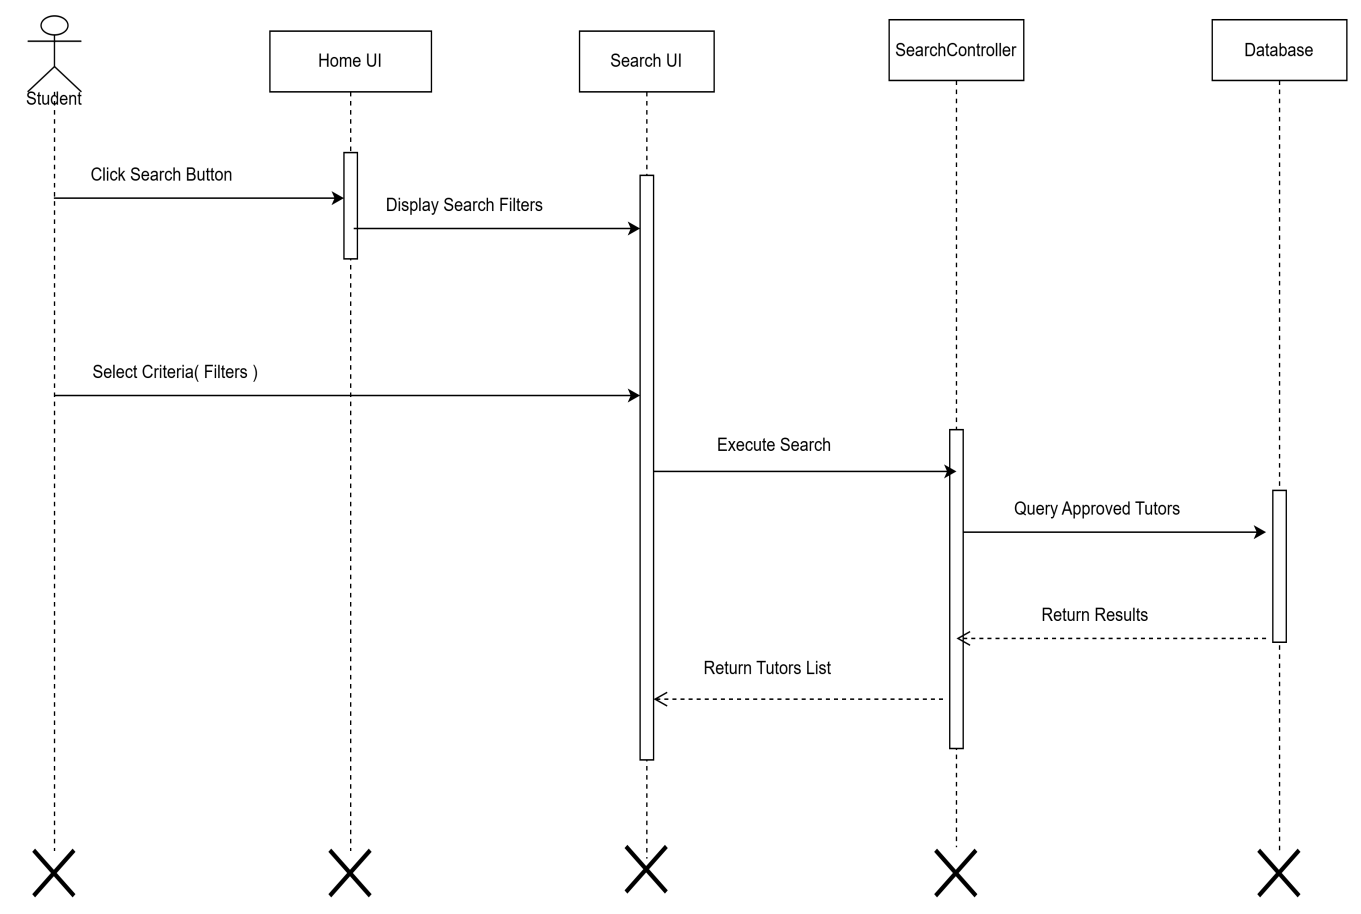 Student
Home UI
Search UI
SearchController
Database
Click Search Button
Display Search Filters
Select Criteria( Filters )
Execute Search
Query Approved Tutors
Return Results
Return Tutors List